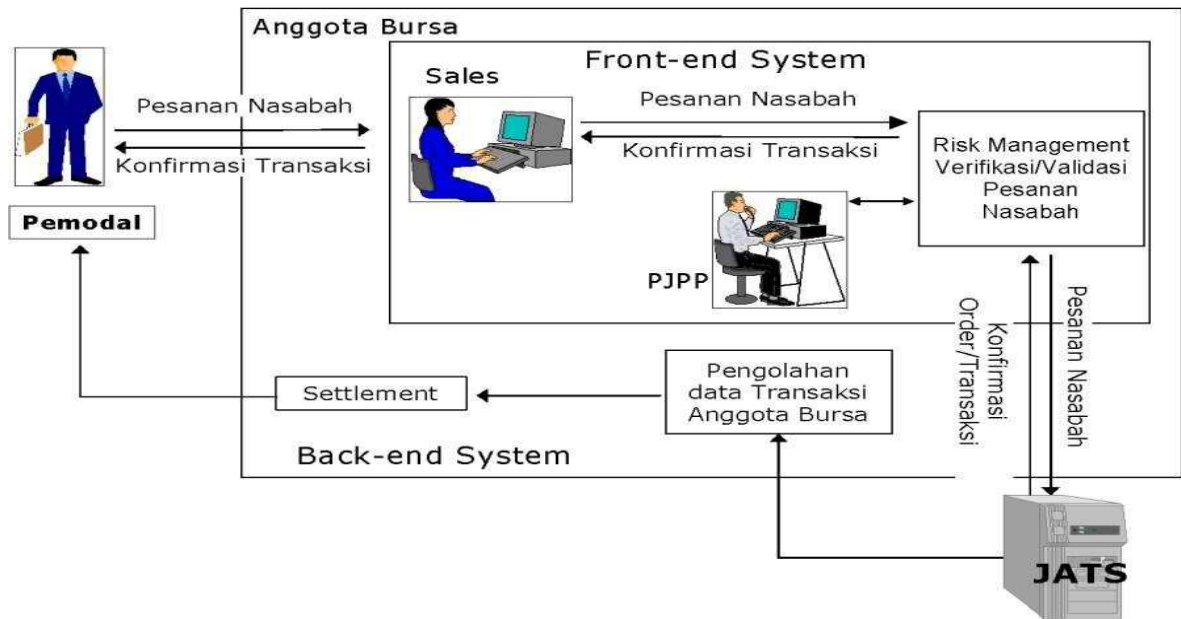 Anggota Bursa
Front-end System
Sales
Pesanan Nasabah
Konfirmasi Transaksi
Pesanan Nasabah
Konfirmasi Transaksi
Risk Management
Verifikasi/Validasi
Pesanan
Nasabah
Pemodal
PJPP
Konfirmasi
Order/Transaksi
Pesanan Nasabah
Pengolahan
data Transaksi
Anggota Bursa
Settlement
Back-end System
JATS